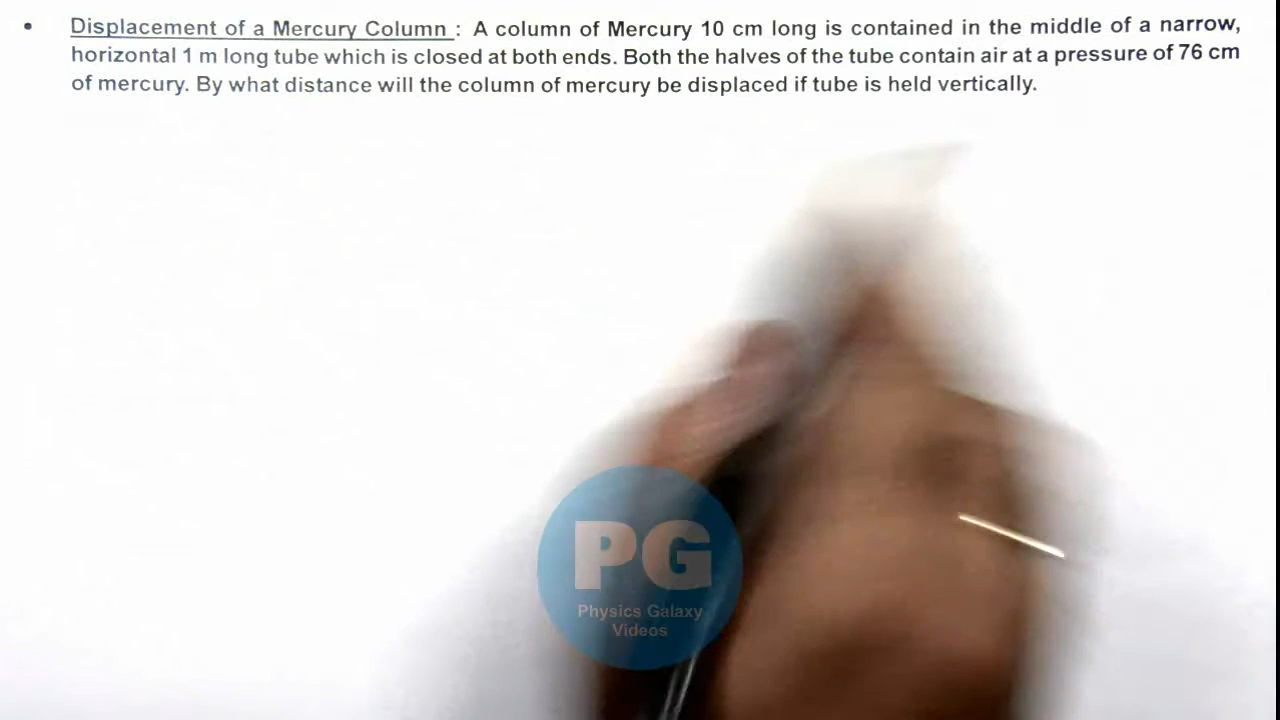 • Displacement of a Mercury Column : A column of Mercury 10 cm long is contained in the middle of a narrow,
horizontal 1 m long tube which is closed at both ends. Both the halves of the tube contain air at a pressure of 76 cm
of mercury. By what distance will the column of mercury be displaced if tube is held vertically.
PG
Physics Galaxy
Videos